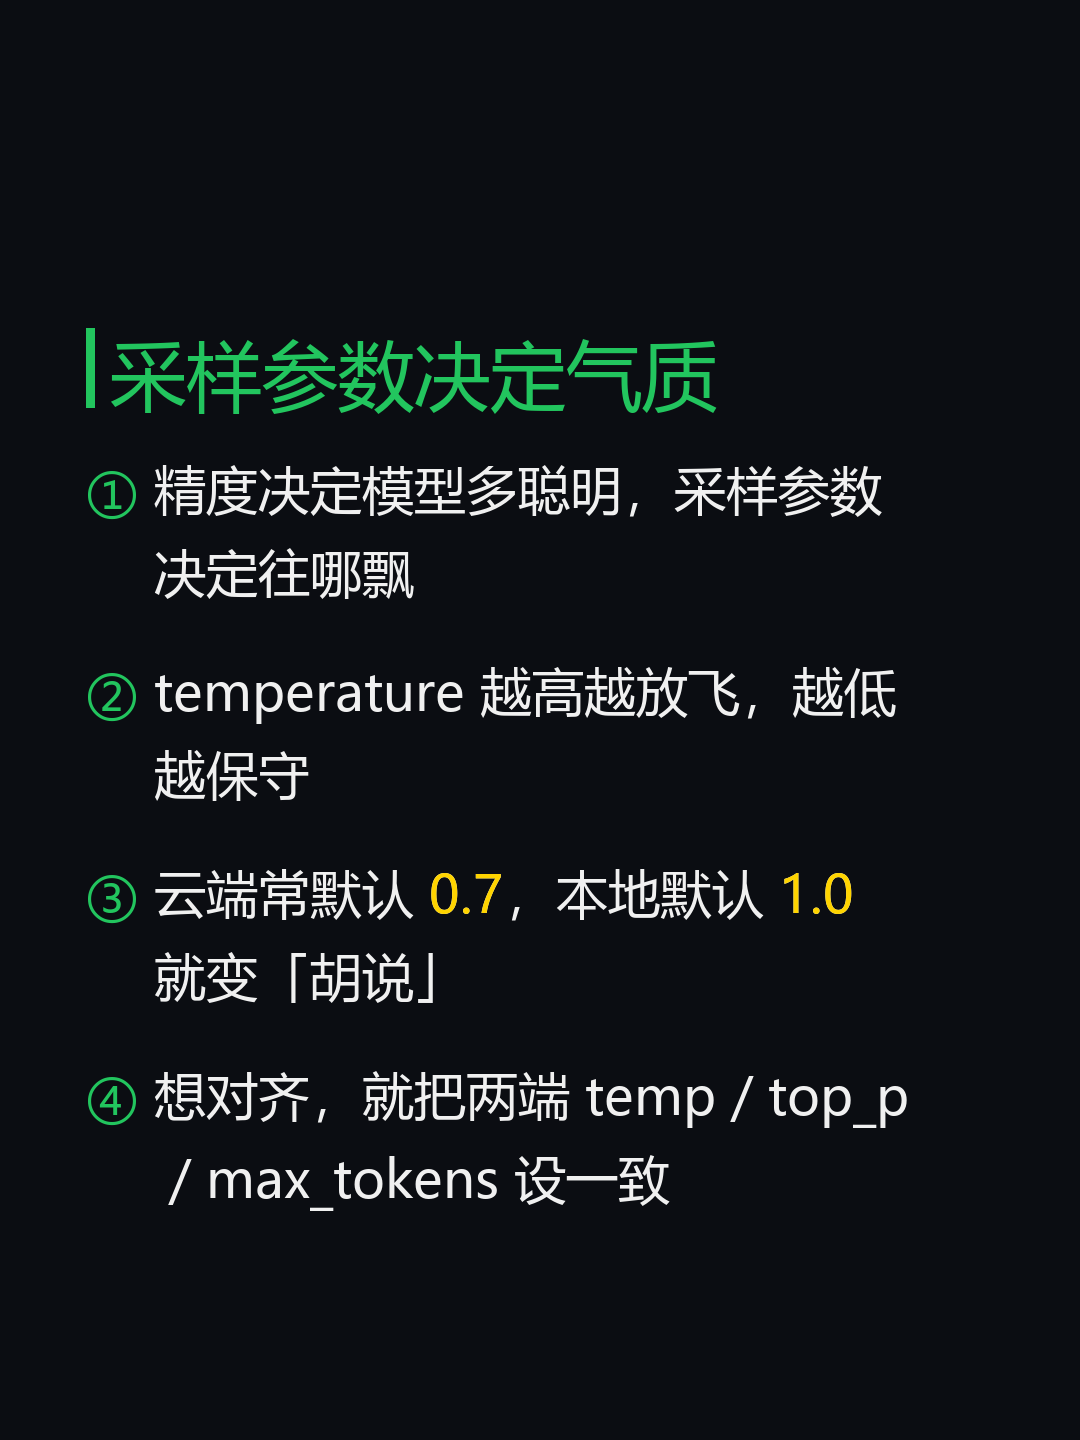 采样参数决定气质
① 精度决定模型多聪明，采样参数
决定往哪飘
② temperature 越高越放飞，越低
越保守
③ 云端常默认 0.7，本地默认 1.0
就变「胡说」
④ 想对齐，就把两端 temp / top_p
/ max_tokens 设一致